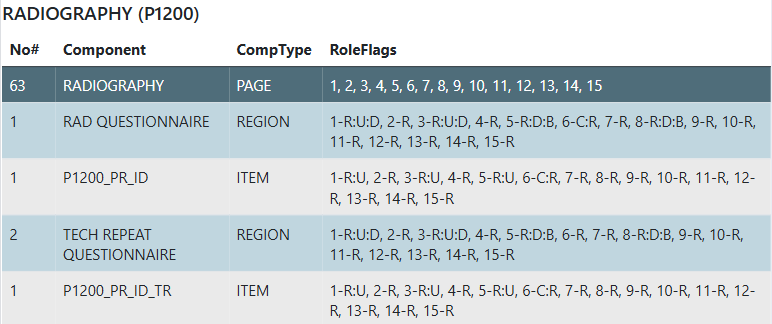 RADIOGRAPHY (P1200)
No# Component CompType RoleFlags
63 RADIOGRAPHY PAGE 1, 2, 3, 4, 5, 6, 7, 8, 9, 10, 11, 12, 13, 14, 15
1 RAD QUESTIONNAIRE REGION 1-R:U:D, 2-R, 3-R:U:D, 4-R, 5-R:D:B, 6-C:R, 7-R, 8-R:D:B, 9-R, 10-R,
11-R, 12-R, 13-R, 14-R, 15-R
1 P1200_PR_ID ITEM 1-R:U, 2-R, 3-R:U, 4-R, 5-R:U, 6-C:R, 7-R, 8-R, 9-R, 10-R, 11-R, 12-
R, 13-R, 14-R, 15-R
2 TECH REPEAT REGION 1-R:U:D, 2-R, 3-R:U:D, 4-R, 5-R:D:B, 6-R, 7-R, 8-R:D:B, 9-R, 10-R,
QUESTIONNAIRE 11-R, 12-R, 13-R, 14-R, 15-R
1 P1200_PR_ID_TR ITEM 1-R:U, 2-R, 3-R:U, 4-R, 5-R:U, 6-C:R, 7-R, 8-R, 9-R, 10-R, 11-R, 12-
R, 13-R, 14-R, 15-R